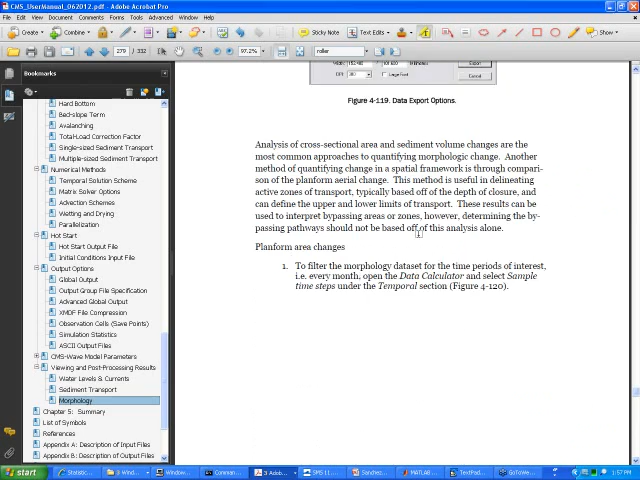 CMS_UserManual_062012.pdf - Adobe Acrobat Pro
File Edit View Document Comments Forms Tools Advanced Window Help
Create Combine Sticky Note Text Edits Show
279 / 332 97.2% roller
Bookmarks
Hard Bottom
Bed-slope Term
Avalanching
Total-Load Correction Factor
Single-sized Sediment Transport
Multiple-sized Sediment Transport
Numerical Methods
Temporal Solution Scheme
Matrix Solver Options
Advection Schemes
Wetting and Drying
Parallelization
Hot Start
Hot Start Output File
Initial Conditions Input File
Output Options
Global Output
Output Group File Specification
Advanced Global Output
XMDF File Compression
Observation Cells (Save Points)
Simulation Statistics
ASCII Output Files
CMS-Wave Model Parameters
Viewing and Post-Processing Results
Water Levels & Currents
Sediment Transport
Morphology
Chapter 5: Summary
List of Symbols
References
Appendix A: Description of Input Files
Appendix B: Description of Output Files
Export
Cancel
Figure 4-119. Data Export Options.
Analysis of cross-sectional area and sediment volume changes are the
most common approaches to quantifying morphologic change. Another
method of quantifying change in a spatial framework is through compari-
son of the planform aerial change. This method is useful in delineating
active zones of transport, typically based off of the depth of closure, and
can define the upper and lower limits of transport. These results can be
used to interpret bypassing areas or zones, however, determining the by-
passing pathways should not be based off of this analysis alone.
Planform area changes
1. To filter the morphology dataset for the time periods of interest,
i.e. every month, open the Data Calculator and select Sample
time steps under the Temporal section (Figure 4-120).
start Statistic... 3 Windo... Window... Comman... 3 Adob... SMS 11.... Sanchez... MATLAB ... TextPad... GoToWe... 1:57 PM